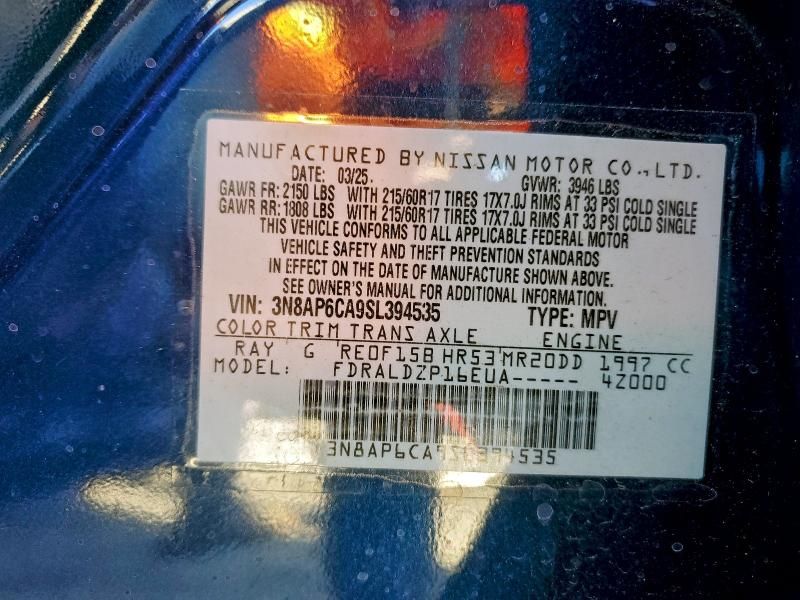 MANUFACTURED BY NISSAN MOTOR CO., LTD.
DATE: 03/25. GVWR: 3946 LBS
GAWR FR: 2150 LBS WITH 215/60R17 TIRES 17X7.0J RIMS AT 33 PSI COLD SINGLE
GAWR RR: 1808 LBS WITH 215/60R17 TIRES 17X7.0J RIMS AT 33 PSI COLD SINGLE
THIS VEHICLE CONFORMS TO ALL APPLICABLE FEDERAL MOTOR
VEHICLE SAFETY AND THEFT PREVENTION STANDARDS
IN EFFECT ON THE DATE OF MANUFACTURE SHOWN ABOVE.
SEE OWNER'S MANUAL FOR ADDITIONAL INFORMATION.
VIN: 3N8AP6CA9SL394535 TYPE: MPV
COLOR TRIM TRANS AXLE ENGINE
RAY G RE0F15B HR53 MR20DD 1997 CC
MODEL: FDRALDZP16EUA----- 4Z000
3N8AP6CA9SL394535